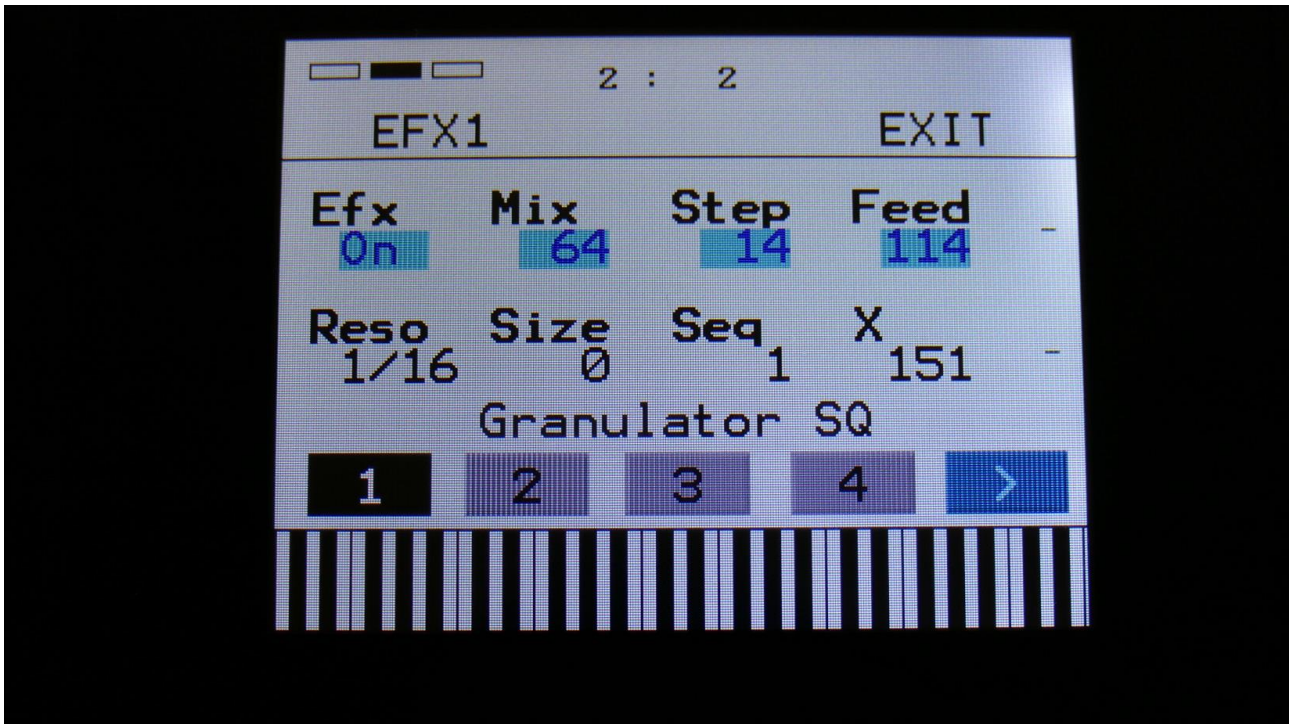 2 : 2
EFX1 EXIT
Efx Mix Step Feed
On 64 14 114
Reso Size Seq X
1/16 0 1 151
Granulator SQ
1 2 3 4 >